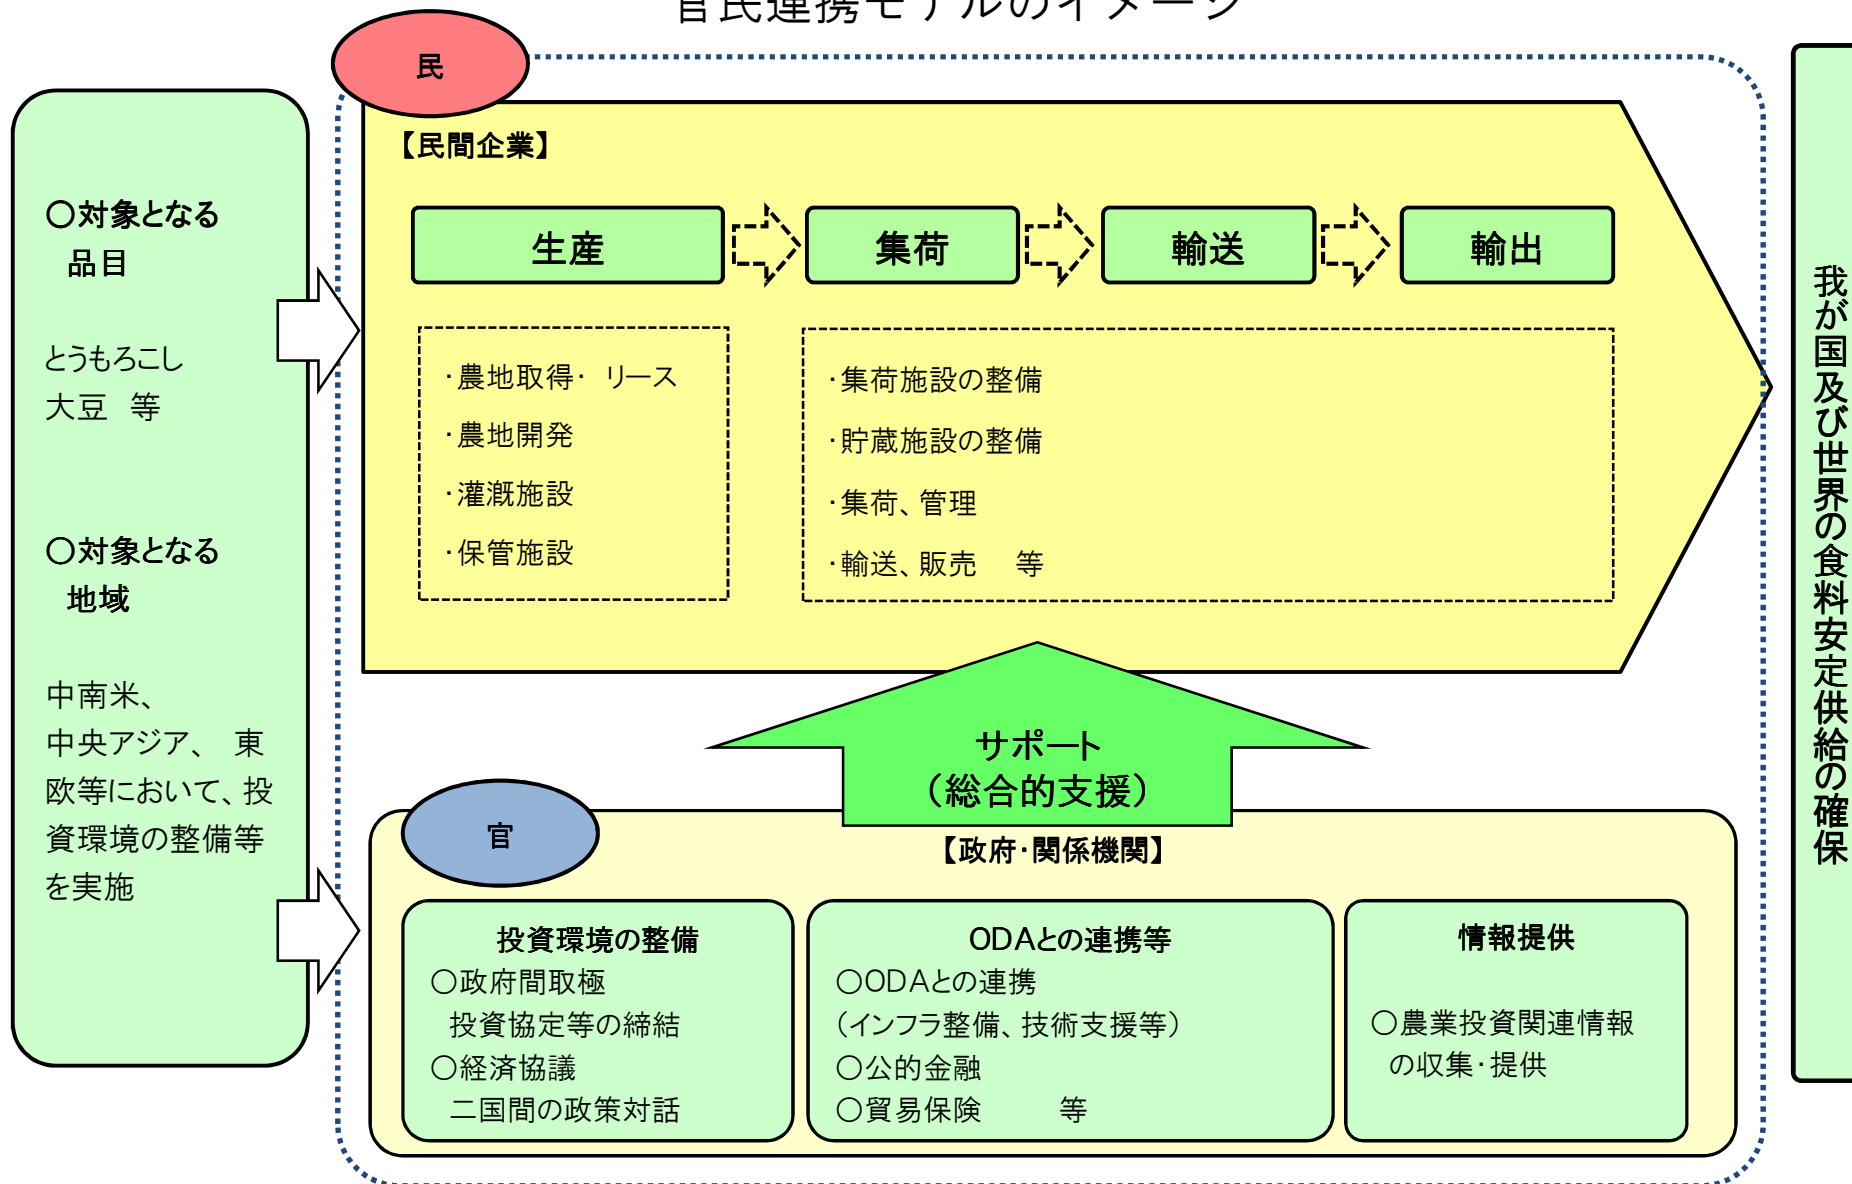 官民連携モデルのイメージ
民
〇対象となる
品目
とうもろこし
大豆　等
〇対象となる
地域
中南米、
中央アジア、　東
欧等において、投
資環境の整備等
を実施
【民間企業】
生産
集荷
輸送
輸出
・農地取得・ リース
・農地開発
・灌漑施設
・保管施設
・集荷施設の整備
・貯蔵施設の整備
・集荷、管理
・輸送、販売　等
サポート
（総合的支援）
官
【政府・関係機関】
投資環境の整備
〇政府間取極
投資協定等の締結
〇経済協議
二国間の政策対話
ODAとの連携等
〇ODAとの連携
（インフラ整備、技術支援等）
〇公的金融
〇貿易保険　　等
情報提供
〇農業投資関連情報
の収集・提供
我が国及び世界の食料安定供給の確保